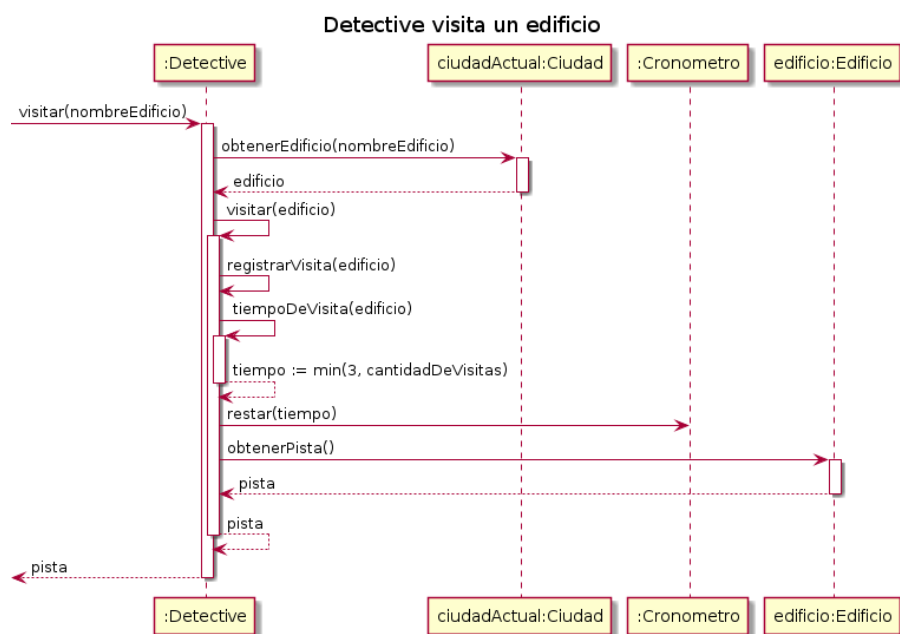 Detective visita un edificio
:Detective
ciudadActual:Ciudad
:Cronometro
edificio:Edificio
visitar(nombreEdificio)
obtenerEdificio(nombreEdificio)
edificio
visitar(edificio)
registrarVisita(edificio)
tiempoDeVisita(edificio)
tiempo := min(3, cantidadDeVisitas)
restar(tiempo)
obtenerPista()
pista
pista
pista
:Detective
ciudadActual:Ciudad
:Cronometro
edificio:Edificio